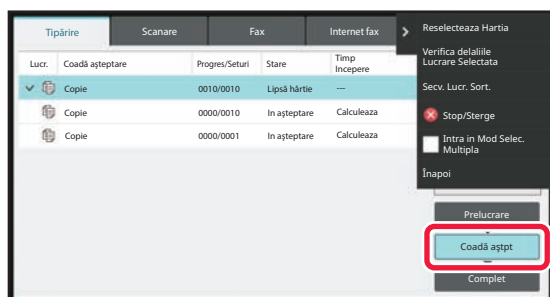 Tipărire
Scanare
Fax
Internet fax
Reselecteaza Hartia
Verifica delaliile
Lucrare Selectata
Secv. Lucr. Sort.
Stop/Sterge
Intra in Mod Selec.
Multipla
Înapoi
Lucr. Coadă aşteptare Progres/Seturi Stare Timp
Incepere
Copie 0010/0010 Lipsă hârtie ---
Copie 0000/0010 In aşteptare Calculeaza
Copie 0000/0001 In aşteptare Calculeaza
Prelucrare
Coadă aştpt
Complet